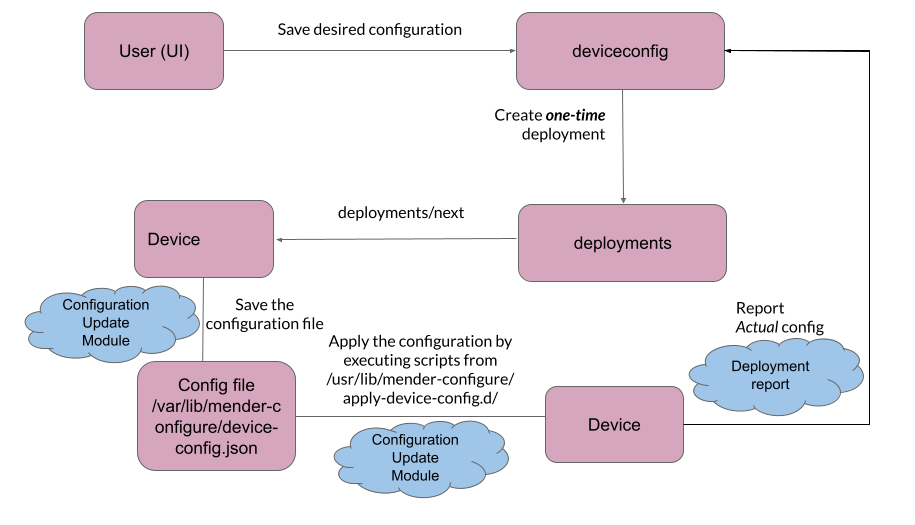 User (UI)
Save desired configuration
deviceconfig
Create one-time
deployment
deployments/next
Device
deployments
Configuration
Update
Module
Save the
configuration file
Report
Actual config
Apply the configuration by
executing scripts from
/usr/lib/mender-configure/
apply-device-config.d/
Deployment
report
Config file
/var/lib/mender-c
onfigure/device-
config.json
Device
Configuration
Update
Module